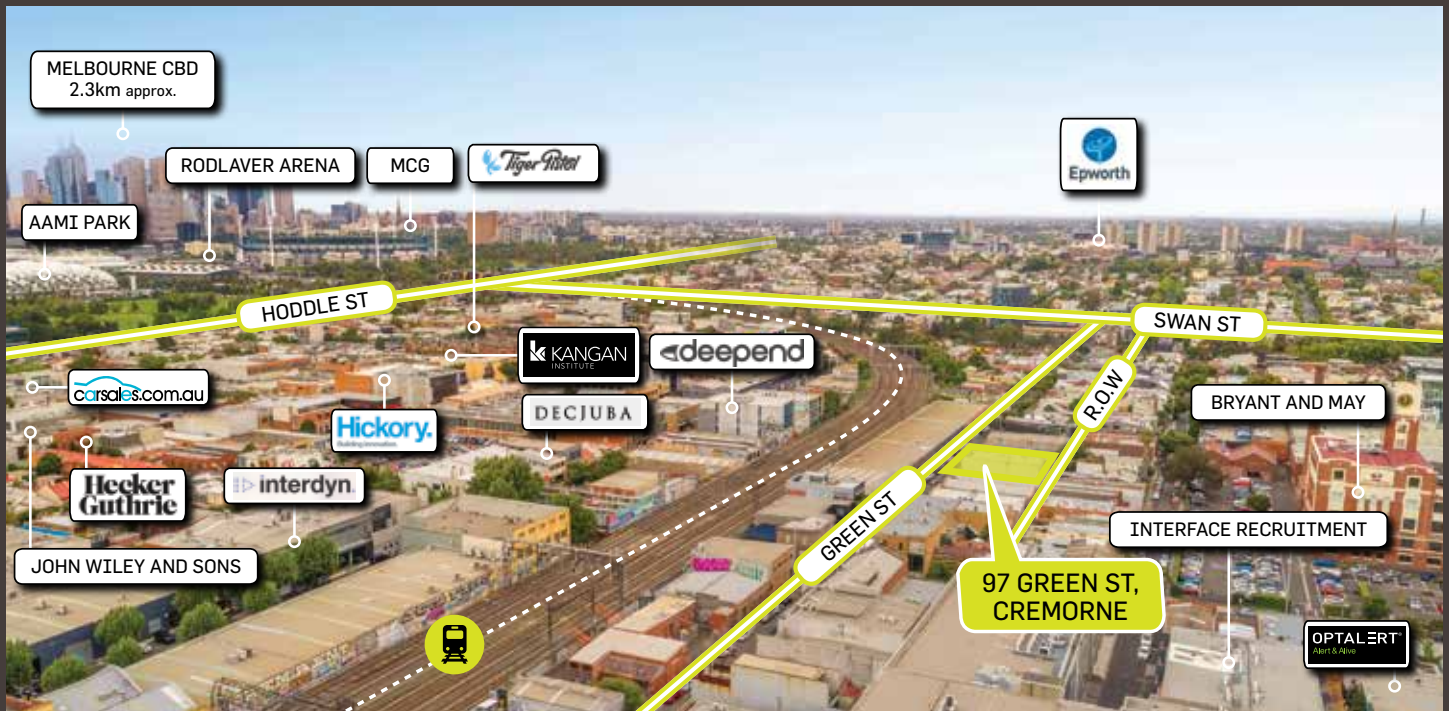 MELBOURNE CBD
2.3km approx.
RODLAVER ARENA
MCG
Tiger Pistol
Epworth
AAMI PARK
HODDLE ST
SWAN ST
KANGAN
INSTITUTE
deepend
carsales.com.au
Hickory.
Building Innovation.
DECJUBA
R.O.W
BRYANT AND MAY
Hecker
Guthrie
interdyn.
GREEN ST
INTERFACE RECRUITMENT
JOHN WILEY AND SONS
97 GREEN ST,
CREMORNE
OPTALERT
Alert & Alive